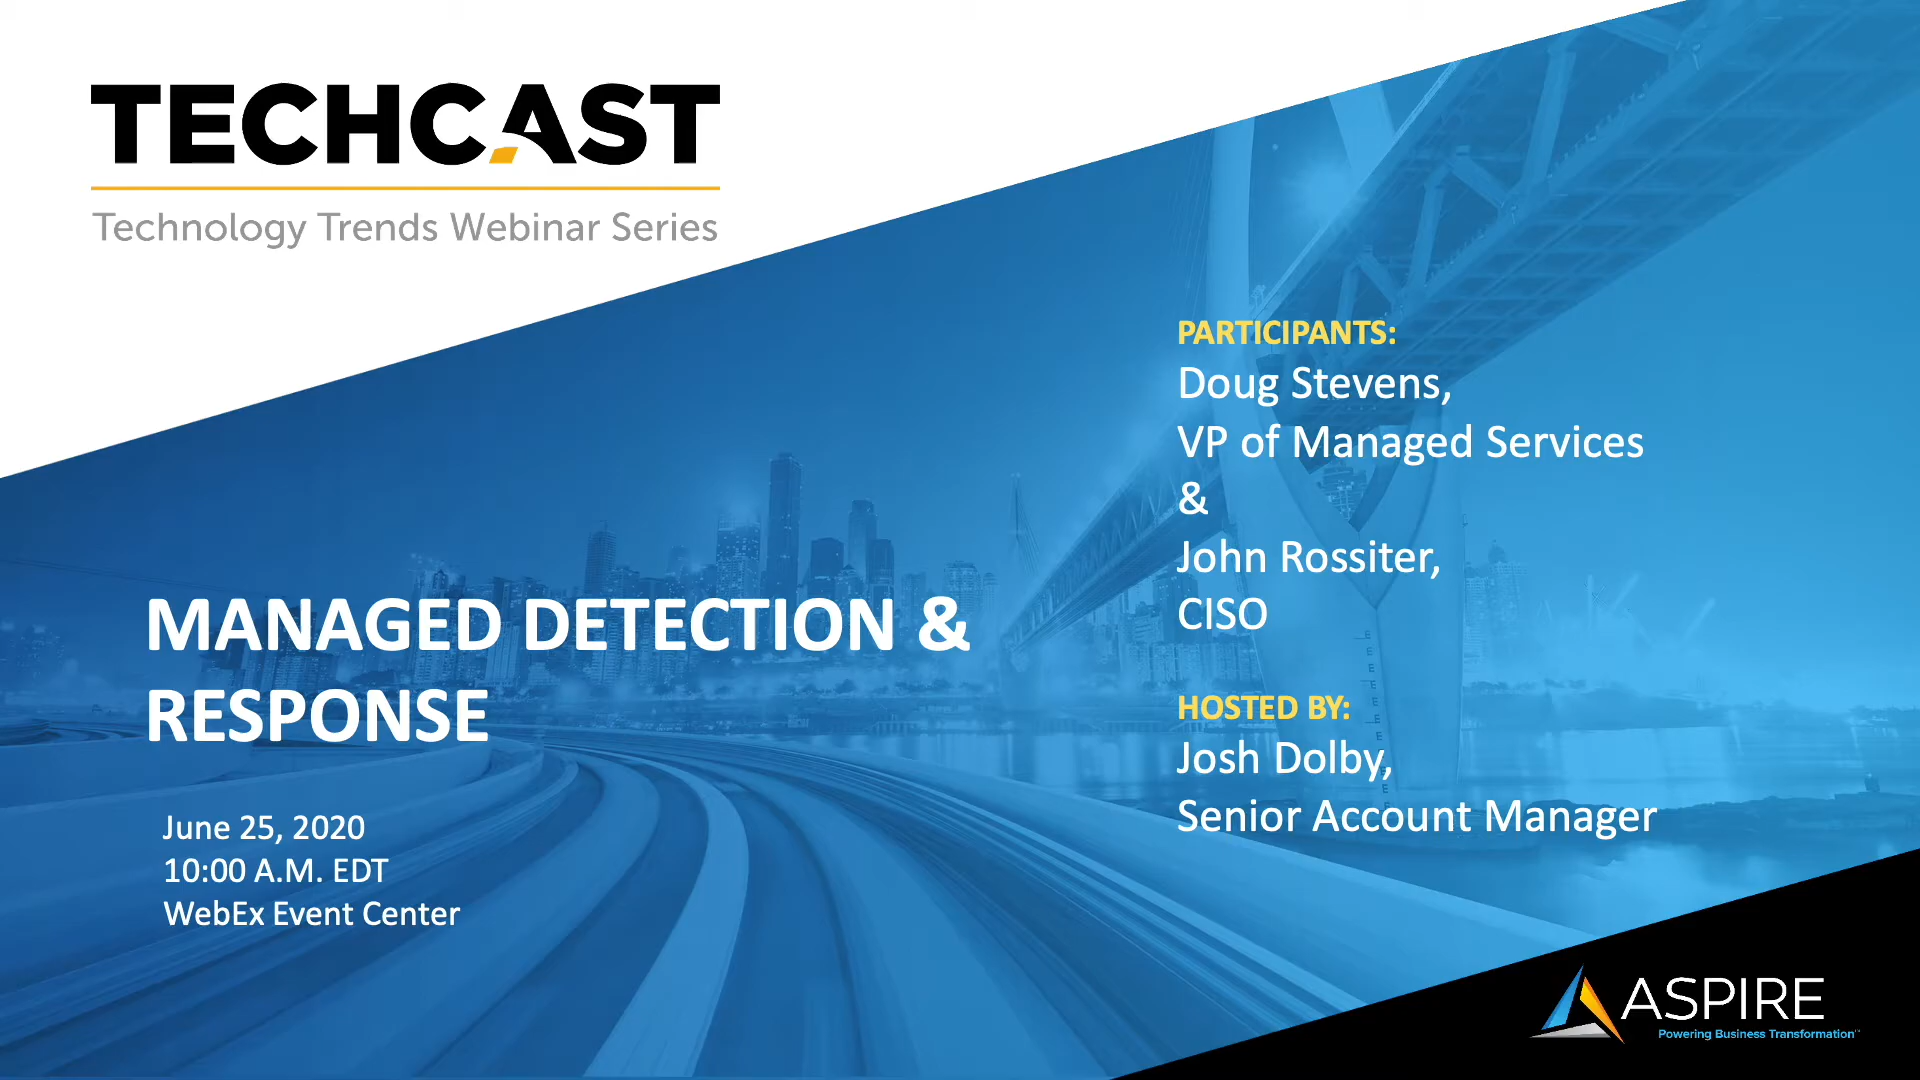 TECHCAST
Technology Trends Webinar Series
PARTICIPANTS:
Doug Stevens,
VP of Managed Services
&
John Rossiter,
CISO
HOSTED BY:
Josh Dolby,
Senior Account Manager
MANAGED DETECTION &
RESPONSE
June 25, 2020
10:00 A.M. EDT
WebEx Event Center
ASPIRE
Powering Business Transformation™